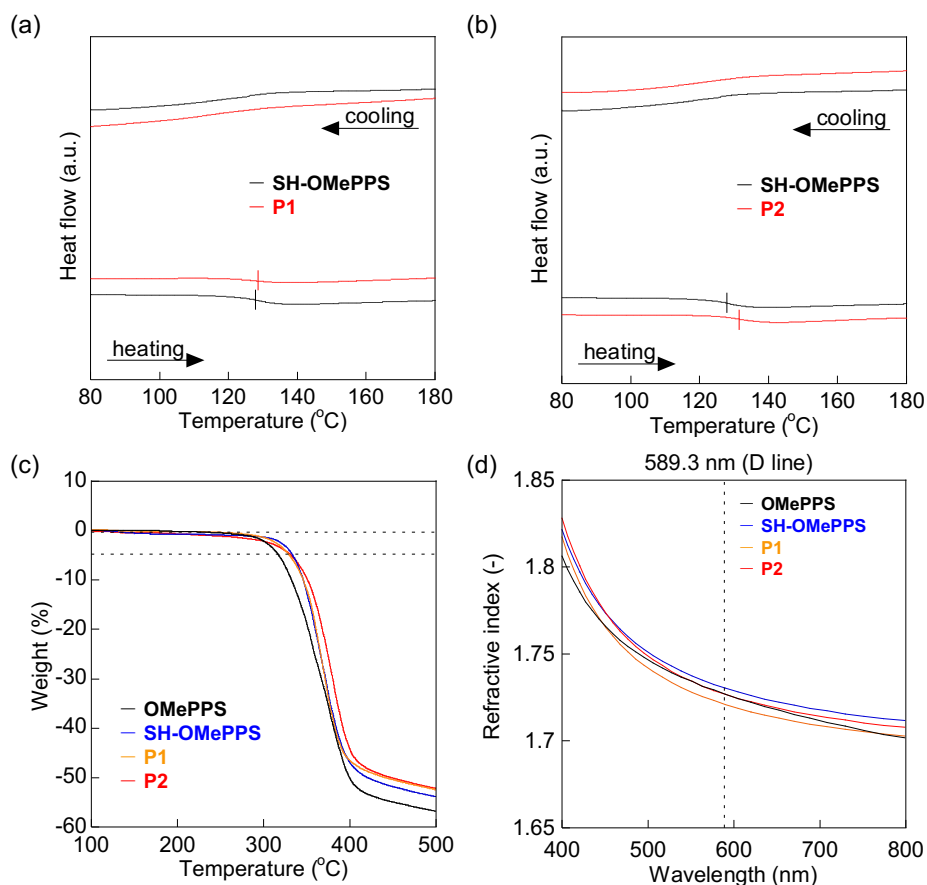 (a)
Heat flow (a.u.)
cooling
SH-OMePPS
P1
heating
80 100 120 140 160 180
Temperature (°C)
(b)
Heat flow (a.u.)
cooling
SH-OMePPS
P2
heating
80 100 120 140 160 180
Temperature (°C)
(c)
10
0
-10
-20
-30
-40
-50
-60
Weight (%)
OMePPS
SH-OMePPS
P1
P2
100 200 300 400 500
Temperature (°C)
(d)
589.3 nm (D line)
1.85
1.8
1.75
1.7
1.65
Refractive index (-)
OMePPS
SH-OMePPS
P1
P2
400 500 600 700 800
Wavelength (nm)